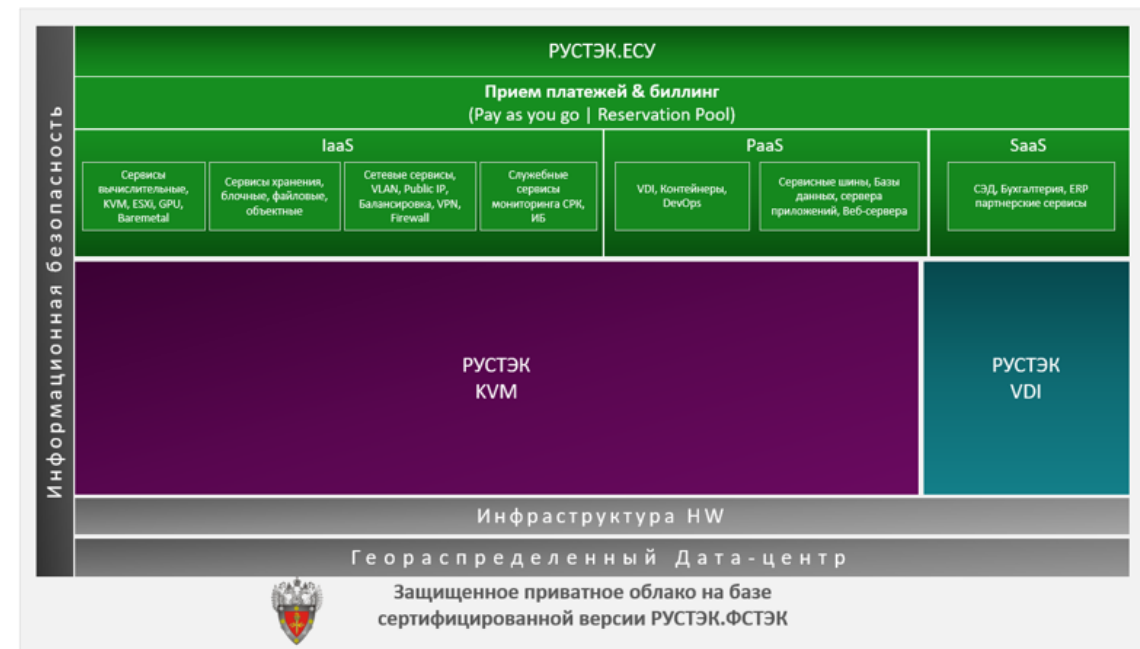 РУСТЭК.ЕСУ
Прием платежей & биллинг
(Pay as you go | Reservation Pool)
IaaS
PaaS
SaaS
Сервисы
вычислительные,
KVM, ESXi, GPU,
Baremetal
Сервисы хранения,
блочные, файловые,
объектные
Сетевые сервисы,
VLAN, Public IP,
Балансировка, VPN,
Firewall
Служебные
сервисы
мониторинга СРК,
ИБ
VDI, Контейнеры,
DevOps
Сервисные шины, Базы
данных, сервера
приложений, Веб-сервера
СЭД, Бухгалтерия, ERP
партнерские сервисы
Информационная безопасность
РУСТЭК
KVM
РУСТЭК
VDI
Инфраструктура HW
Геораспределенный Дата-центр
Защищенное приватное облако на базе
сертифицированной версии РУСТЭК.ФСТЭК